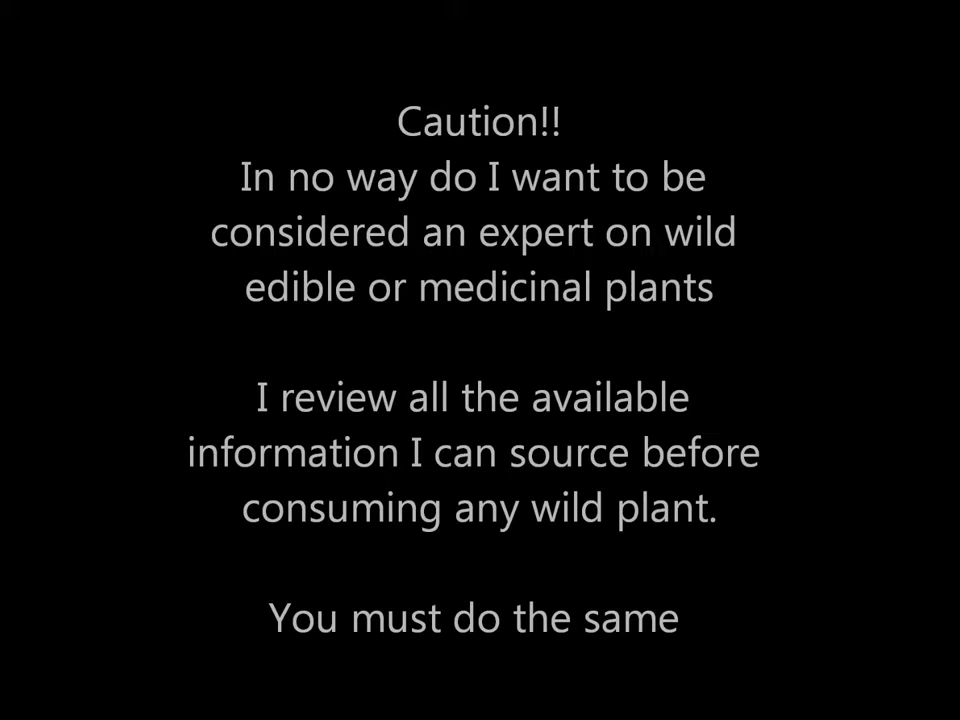 Caution!!
In no way do I want to be
considered an expert on wild
edible or medicinal plants
I review all the available
information I can source before
consuming any wild plant.
You must do the same